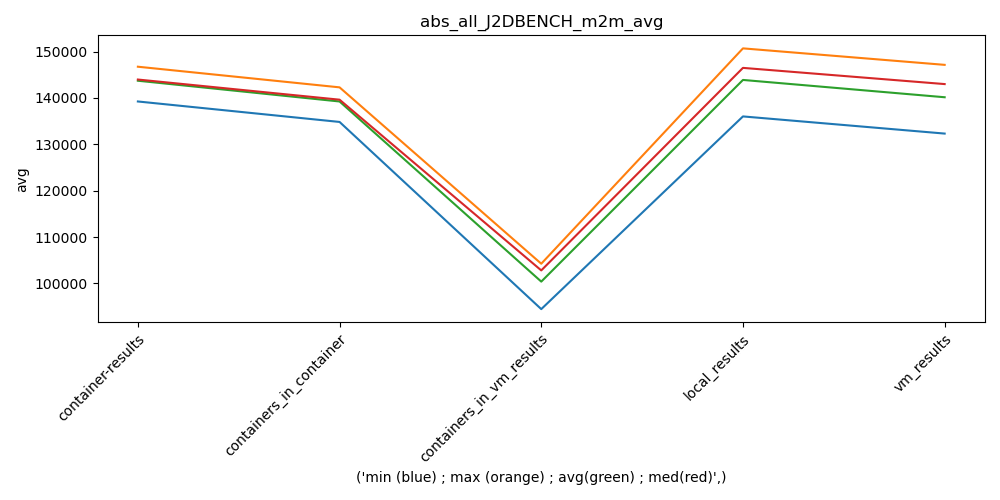 abs_all_J2DBENCH_m2m_avg
150000
140000
130000
120000
110000
100000
avg
container-results
containers_in_container
containers_in_vm_results
local_results
vm_results
('min (blue) ; max (orange) ; avg(green) ; med(red)',)